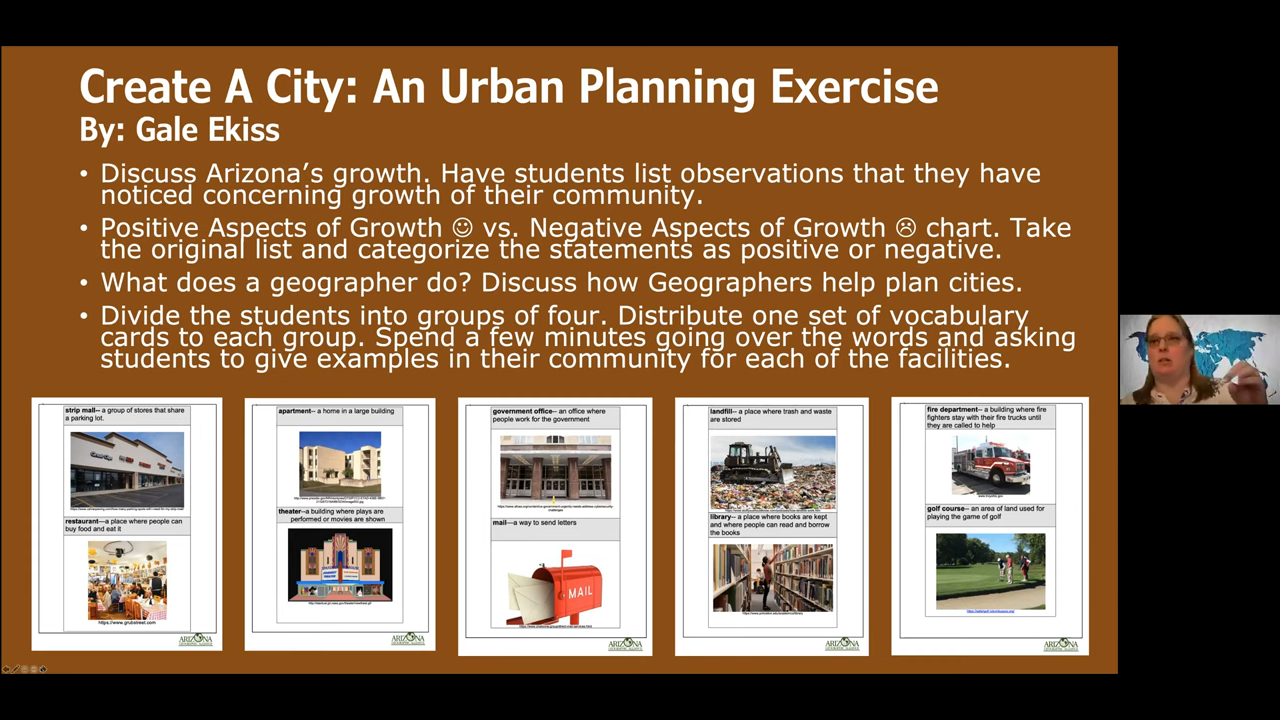 Create A City: An Urban Planning Exercise
By: Gale Ekiss
• Discuss Arizona's growth. Have students list observations that they have
noticed concerning growth of their community.
• Positive Aspects of Growth ☺ vs. Negative Aspects of Growth ☹ chart. Take
the original list and categorize the statements as positive or negative.
• What does a geographer do? Discuss how Geographers help plan cities.
• Divide the students into groups of four. Distribute one set of vocabulary
cards to each group. Spend a few minutes going over the words and asking
students to give examples in their community for each of the facilities.
strip mall-- a group of stores that share
a parking lot.
restaurant—a place where people can
buy food and eat it
https://www.grubstreet.com
ARIZONA
apartment-- a home in a large building
theater—a building where plays are
performed or movies are shown
ARIZONA
government office-- an office where
people work for the government
mail—a way to send letters
MAIL
ARIZONA
landfill-- a place where trash and waste
are stored
library-- a place where books are kept
and where people can read and borrow
the books
ARIZONA
fire department-- a building where fire
fighters stay with their fire trucks until
they are called to help
golf course-- an area of land used for
playing the game of golf
ARIZONA